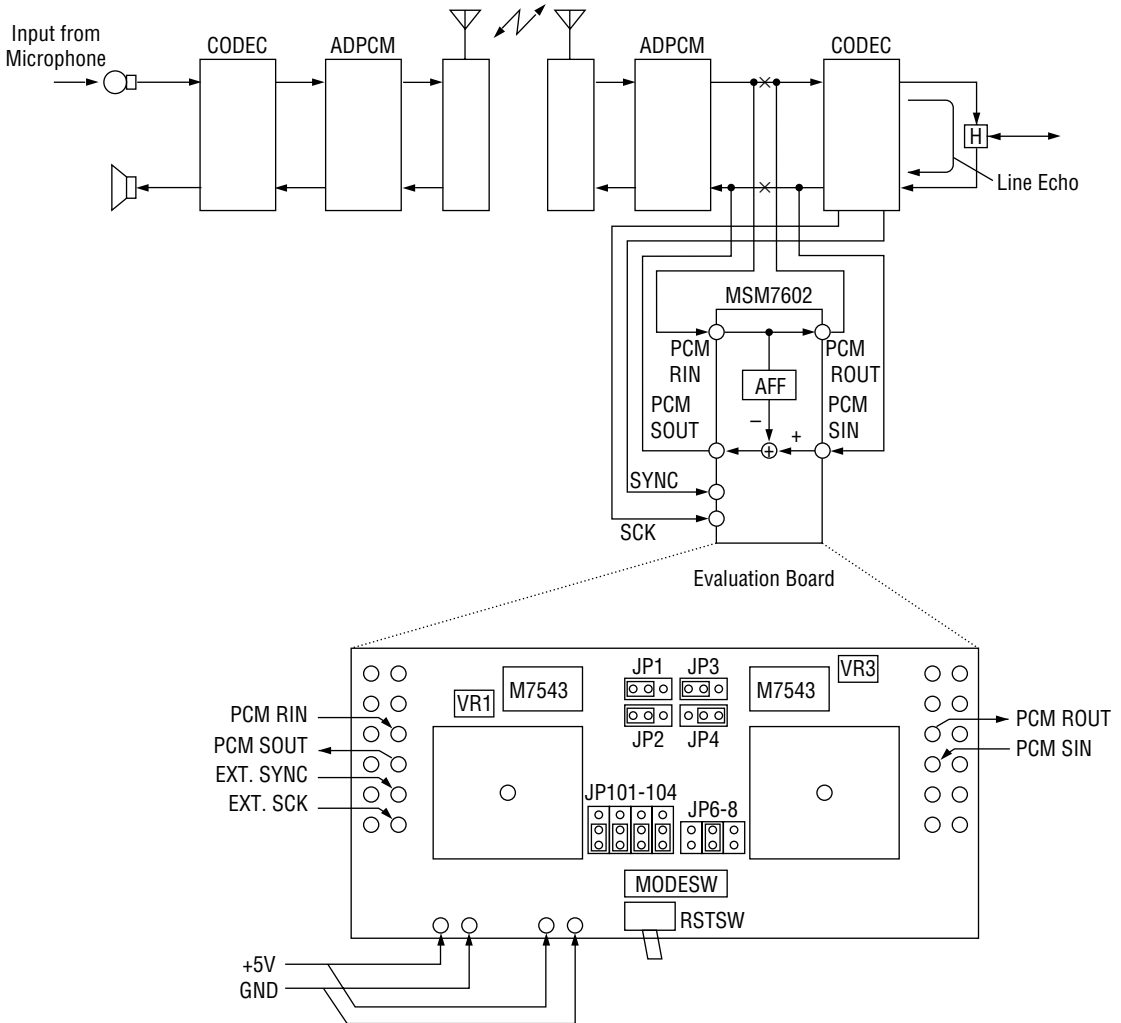 Input from
Microphone
CODEC
ADPCM
ADPCM
CODEC
H
Line Echo
MSM7602
PCM
RIN
PCM
ROUT
AFF
PCM
SOUT
PCM
SIN
–
+
+
SYNC
SCK
Evaluation Board
JP1
JP3
M7543
M7543
VR3
VR1
JP2
JP4
PCM RIN
PCM SOUT
EXT. SYNC
EXT. SCK
PCM ROUT
PCM SIN
JP101-104
JP6-8
MODESW
RSTSW
+5V
GND